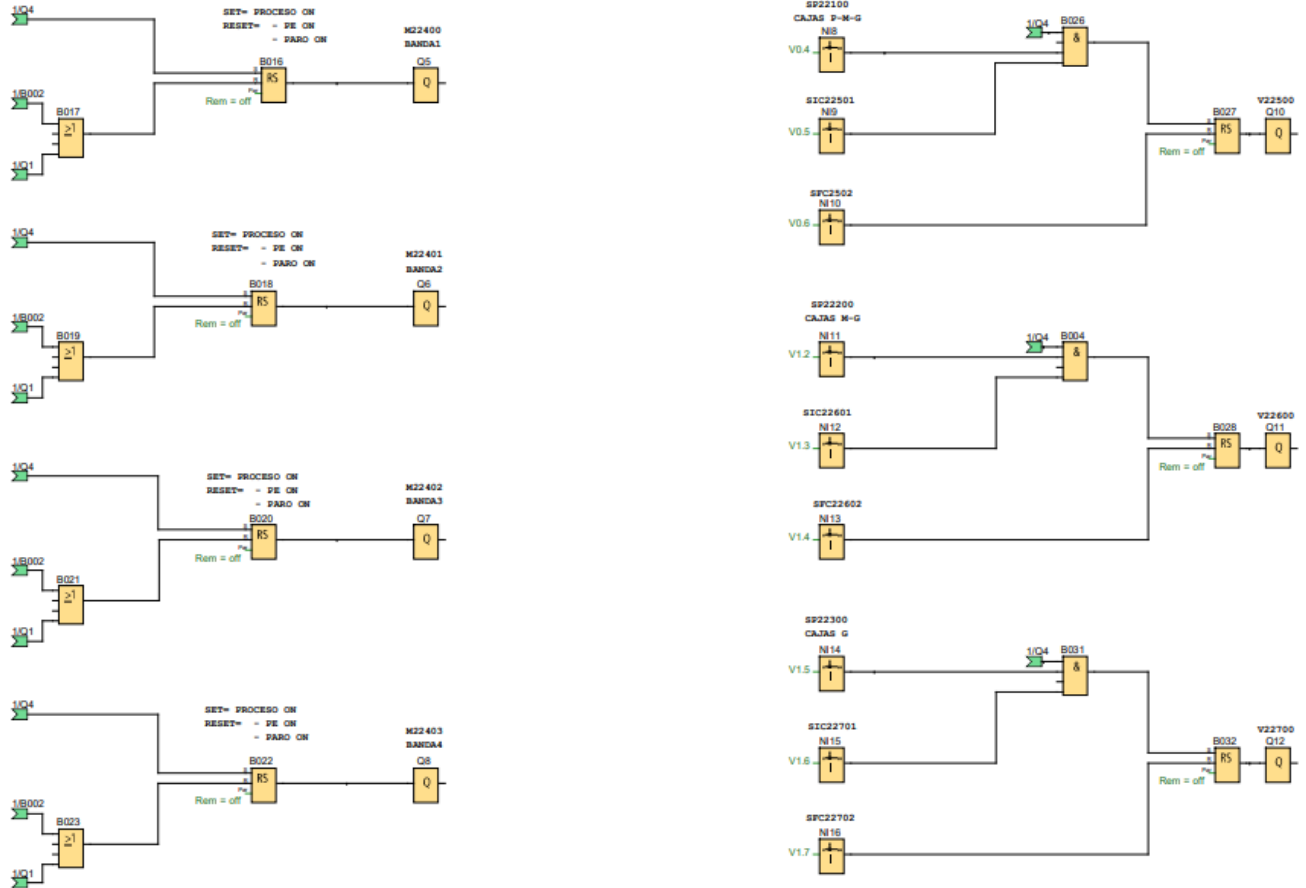 1/Q4
SET= PROCESO ON
RESET= - PE ON
- PARO ON
M22400
BANDA1
B016
Q5
RS
Q
Rem = off
1/B002
B017
≥1
1/Q1
1/Q4
SET= PROCESO ON
RESET= - PE ON
- PARO ON
M22401
BANDA2
B018
Q6
RS
Q
Rem = off
1/B002
B019
≥1
1/Q1
1/Q4
SET= PROCESO ON
RESET= - PE ON
- PARO ON
M22402
BANDA3
B020
Q7
RS
Q
Rem = off
1/B002
B021
≥1
1/Q1
1/Q4
SET= PROCESO ON
RESET= - PE ON
- PARO ON
M22403
BANDA4
B022
Q8
RS
Q
Rem = off
1/B002
B023
≥1
1/Q1
SP22100
CAJAS P-M-G
NI8
V0.4
I
1/Q4
B026
&
SIC22501
NI9
V0.5
I
V22500
B027
Q10
RS
Q
Rem = off
SFC2502
NI10
V0.6
I
SP22200
CAJAS M-G
NI11
V1.2
I
1/Q4
B004
&
SIC22601
NI12
V1.3
I
V22600
B028
Q11
RS
Q
Rem = off
SFC22602
NI13
V1.4
I
SP22300
CAJAS G
NI14
V1.5
I
1/Q4
B031
&
SIC22701
NI15
V1.6
I
V22700
B032
Q12
RS
Q
Rem = off
SFC22702
NI16
V1.7
I